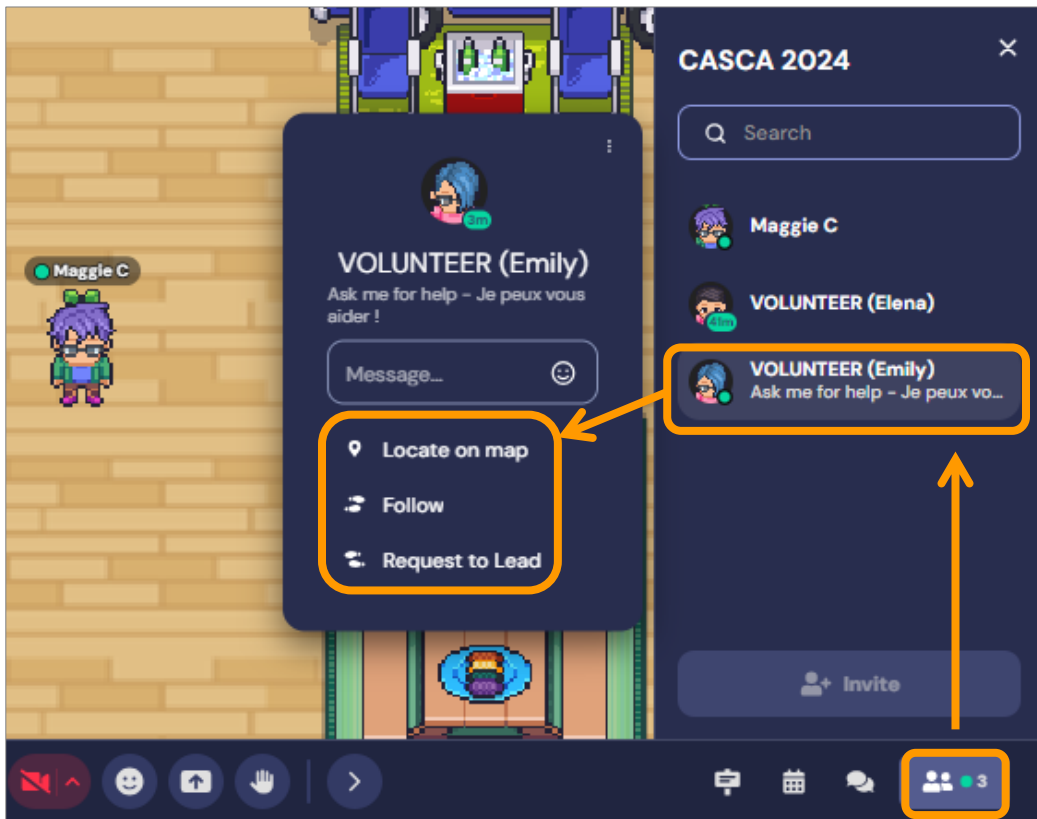 CASCA 2024
Search
Maggie C
VOLUNTEER (Elena)
41m
VOLUNTEER (Emily)
Ask me for help - Je peux vo...
Invite
3m
VOLUNTEER (Emily)
Ask me for help - Je peux vous
aider !
Message...
Locate on map
Follow
Request to Lead
Maggie C
3